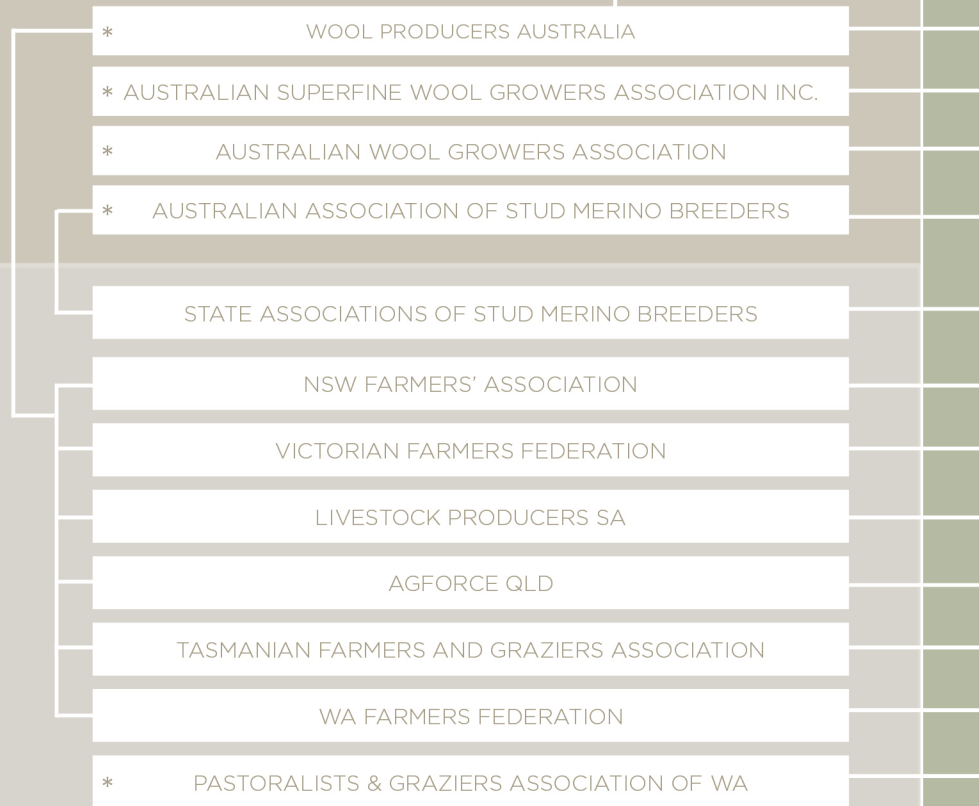 * WOOL PRODUCERS AUSTRALIA
* AUSTRALIAN SUPERFINE WOOL GROWERS ASSOCIATION INC.
* AUSTRALIAN WOOL GROWERS ASSOCIATION
* AUSTRALIAN ASSOCIATION OF STUD MERINO BREEDERS
STATE ASSOCIATIONS OF STUD MERINO BREEDERS
NSW FARMERS' ASSOCIATION
VICTORIAN FARMERS FEDERATION
LIVESTOCK PRODUCERS SA
AGFORCE QLD
TASMANIAN FARMERS AND GRAZIERS ASSOCIATION
WA FARMERS FEDERATION
* PASTORALISTS & GRAZIERS ASSOCIATION OF WA